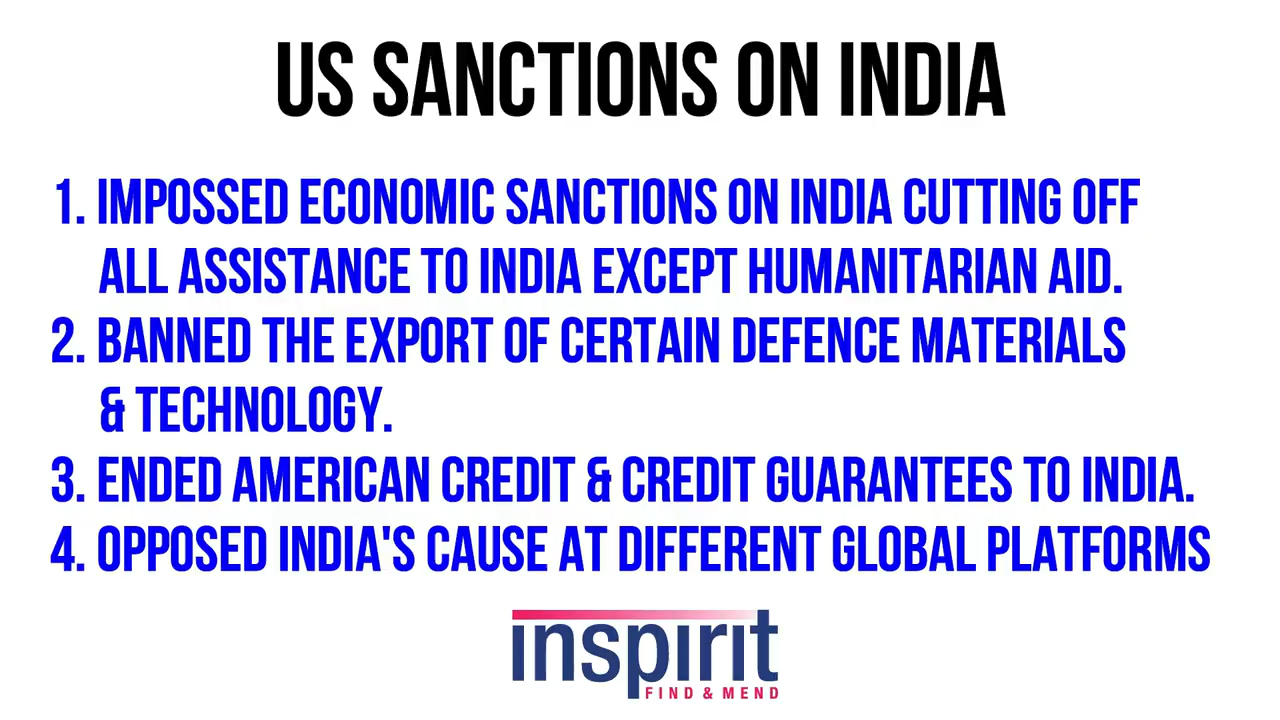 US SANCTIONS ON INDIA
1. IMPOSSED ECONOMIC SANCTIONS ON INDIA CUTTING OFF
ALL ASSISTANCE TO INDIA EXCEPT HUMANITARIAN AID.
2. BANNED THE EXPORT OF CERTAIN DEFENCE MATERIALS
& TECHNOLOGY.
3. ENDED AMERICAN CREDIT & CREDIT GUARANTEES TO INDIA.
4. OPPOSED INDIA'S CAUSE AT DIFFERENT GLOBAL PLATFORMS
inspirit
FIND & MEND